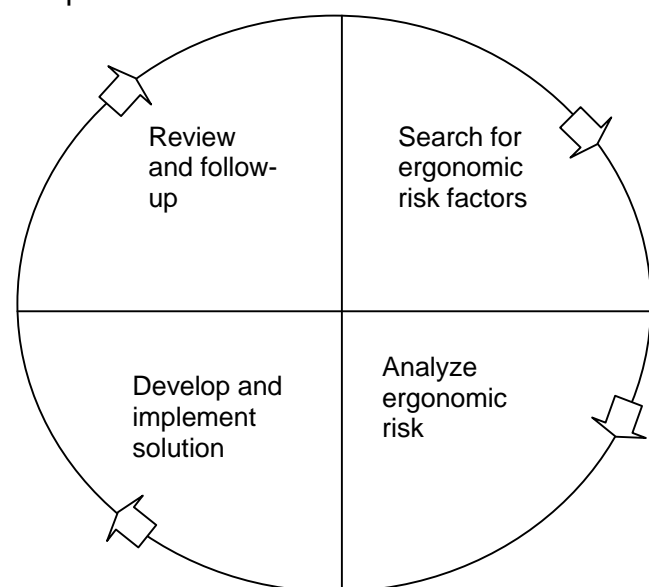 Review
and follow-
up
Search for
ergonomic
risk factors
Develop and
implement
solution
Analyze
ergonomic
risk